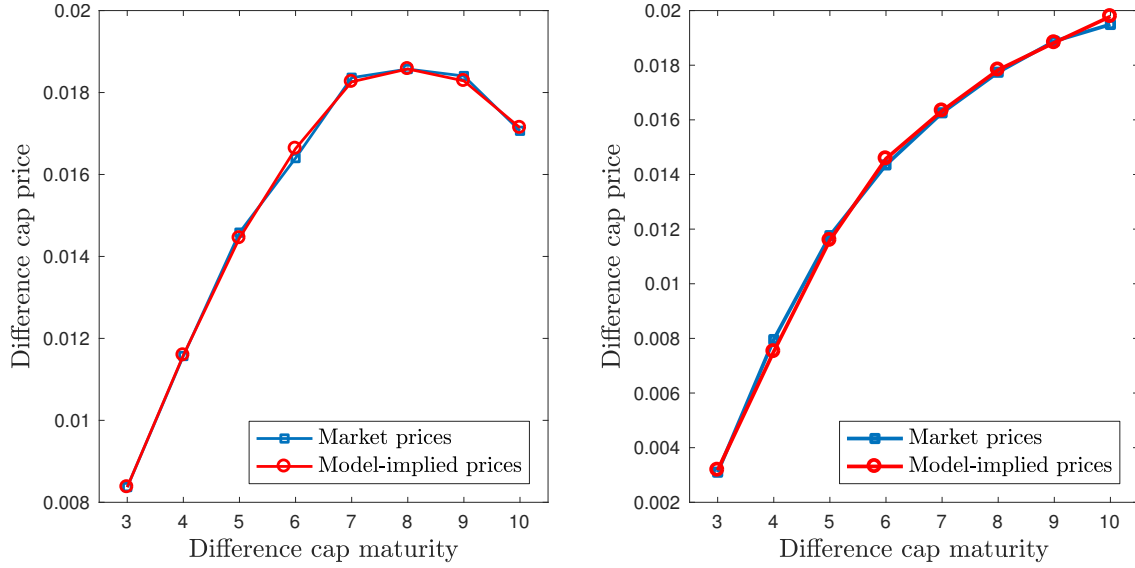 0.02
0.018
0.016
0.014
0.012
0.01
0.008
Difference cap price
3 4 5 6 7 8 9 10
Difference cap maturity
Market prices
Model-implied prices
0.02
0.018
0.016
0.014
0.012
0.01
0.008
0.006
0.004
0.002
Difference cap price
3 4 5 6 7 8 9 10
Difference cap maturity
Market prices
Model-implied prices